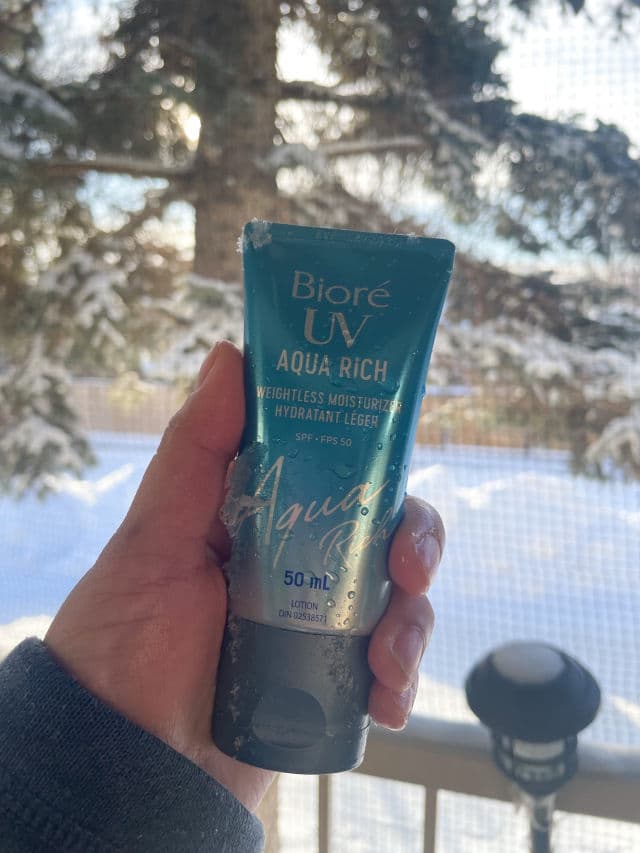 Bioré
UV
AQUA RiCH
WEIGHTLESS MOISTURIZER
HYDRATANT LÉGER
SPF • FPS 50
Aqua
Rich
50 mL
LOTION
DIN 02538571